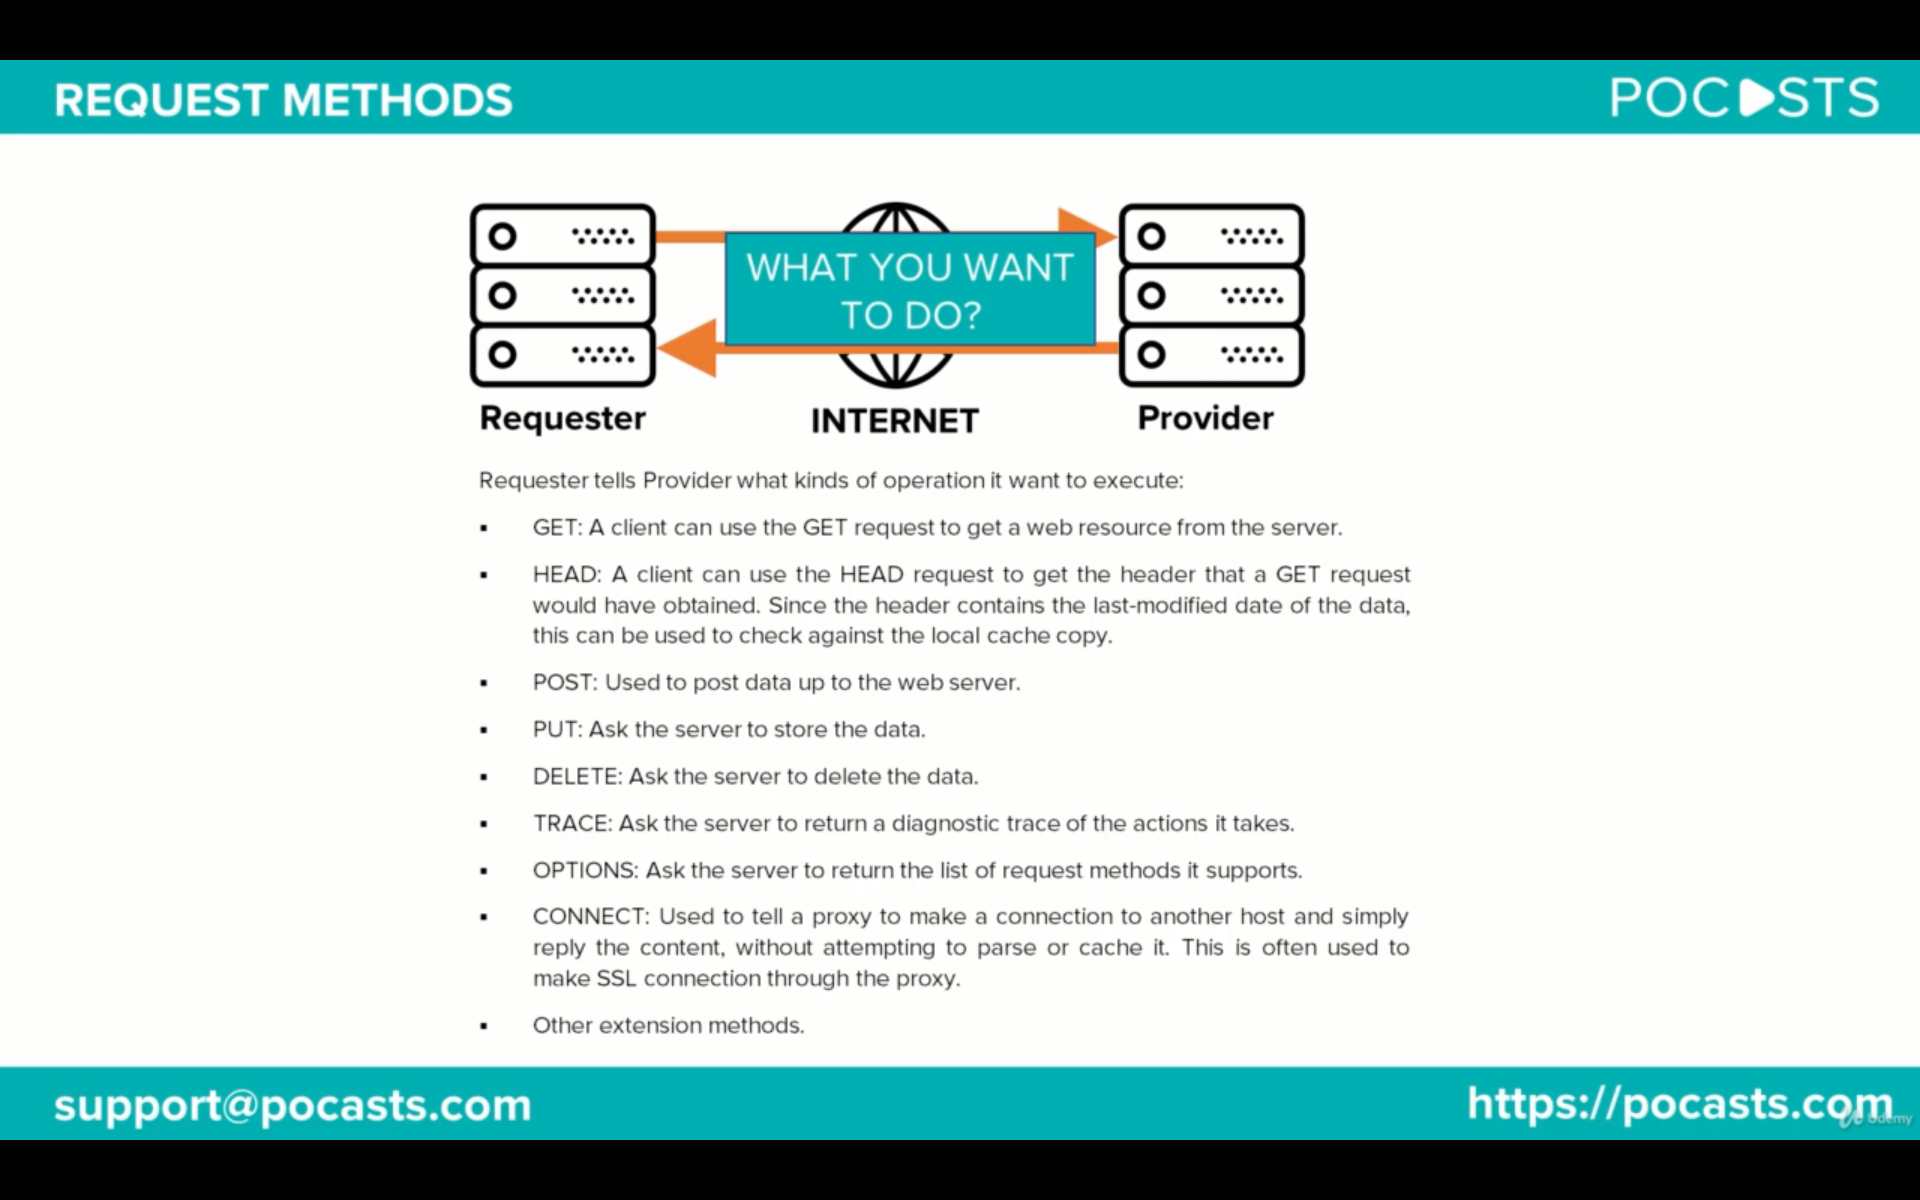 REQUEST METHODS
POCASTS
WHAT YOU WANT
TO DO?
Requester
INTERNET
Provider
Requester tells Provider what kinds of operation it want to execute:
▪ GET: A client can use the GET request to get a web resource from the server.
▪ HEAD: A client can use the HEAD request to get the header that a GET request
would have obtained. Since the header contains the last-modified date of the data,
this can be used to check against the local cache copy.
▪ POST: Used to post data up to the web server.
▪ PUT: Ask the server to store the data.
▪ DELETE: Ask the server to delete the data.
▪ TRACE: Ask the server to return a diagnostic trace of the actions it takes.
▪ OPTIONS: Ask the server to return the list of request methods it supports.
▪ CONNECT: Used to tell a proxy to make a connection to another host and simply
reply the content, without attempting to parse or cache it. This is often used to
make SSL connection through the proxy.
▪ Other extension methods.
support@pocasts.com
https://pocasts.com
Udemy